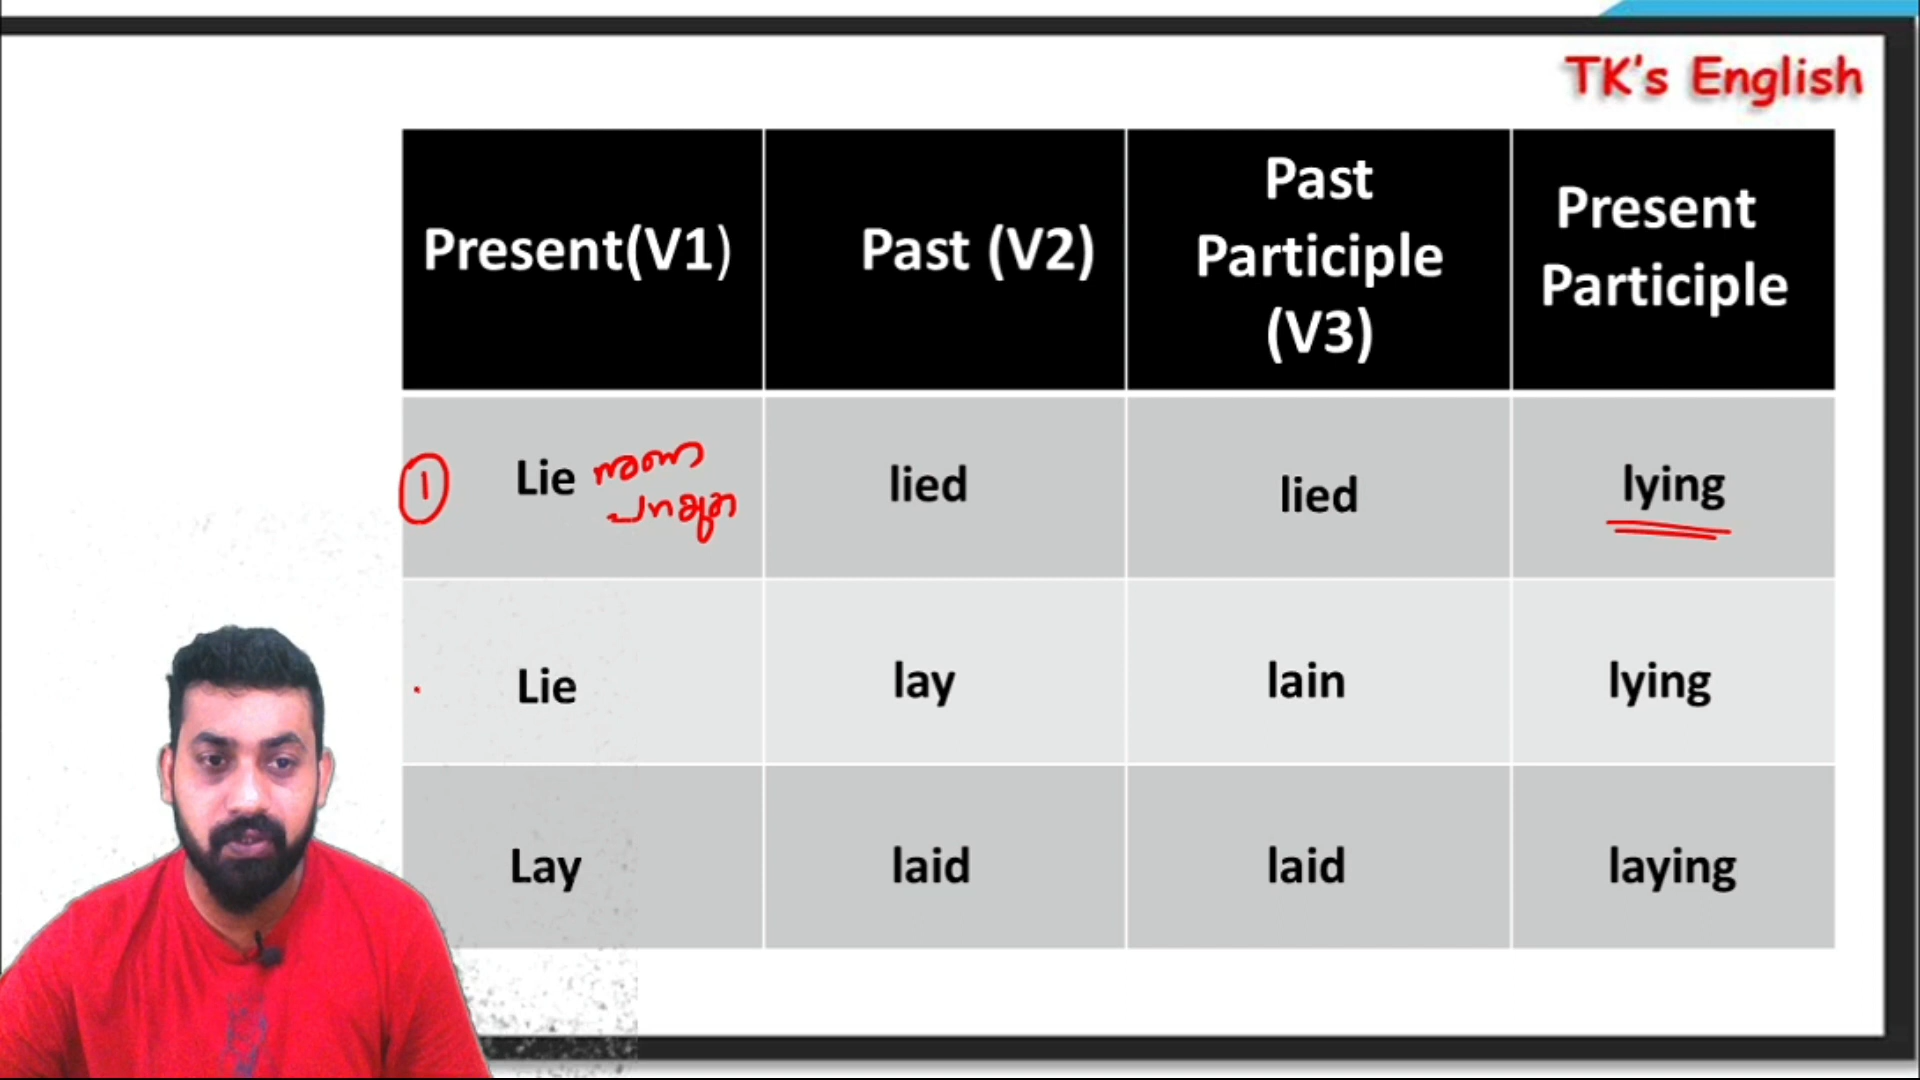 TK's English
Present(V1)
Past (V2)
Past
Participle
(V3)
Present
Participle
1
Lie
നുണ
പറയുക
lied
lied
lying
Lie
lay
lain
lying
Lay
laid
laid
laying